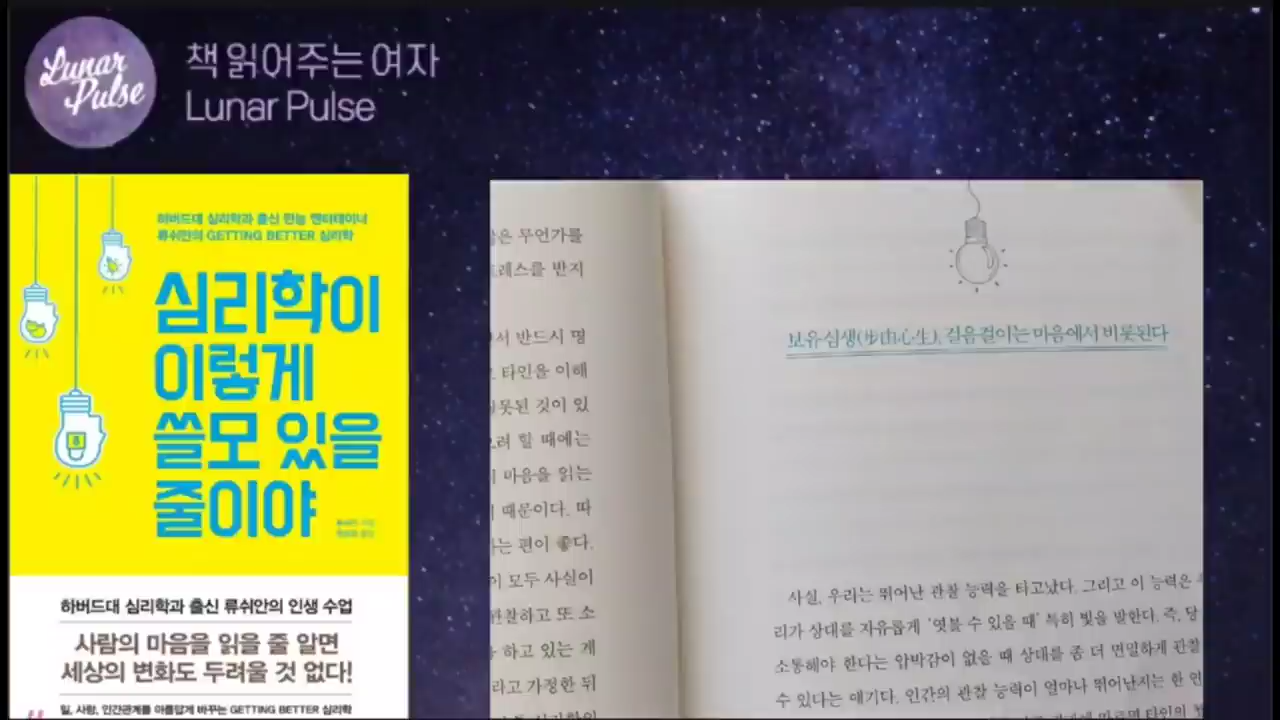 Lunar Pulse
책 읽어주는 여자
Lunar Pulse
하버드대 심리학과 출신 만능 엔터테이너
류쉬안의 GETTING BETTER 심리학
심리학이
이렇게
쓸모 있을
줄이야
하버드대 심리학과 출신 류쉬안의 인생 수업
사람의 마음을 읽을 줄 알면
세상의 변화도 두려울 것 없다!
일, 사랑, 인간관계를 아름답게 바꾸는 GETTING BETTER 심리학
무언가를
반지
반드시 명
타인을 이해
것이 있
할 때에는
마음을 읽는
때문이다. 따
편이 좋다.
모두 사실이
관찰하고 또 소
하고 있는 게
라고 가정한 뒤
보유심생(步由心生), 걸음걸이는 마음에서 비롯된다
사실, 우리는 뛰어난 관찰 능력을 타고났다. 그리고 이 능력은
리가 상대를 자유롭게 '엿볼 수 있을 때' 특히 빛을 발한다. 즉, 당
소통해야 한다는 압박감이 없을 때 상대를 좀 더 면밀하게 관찰
수 있다는 얘기다. 인간의 관찰 능력이 얼마나 뛰어난지는 한 연